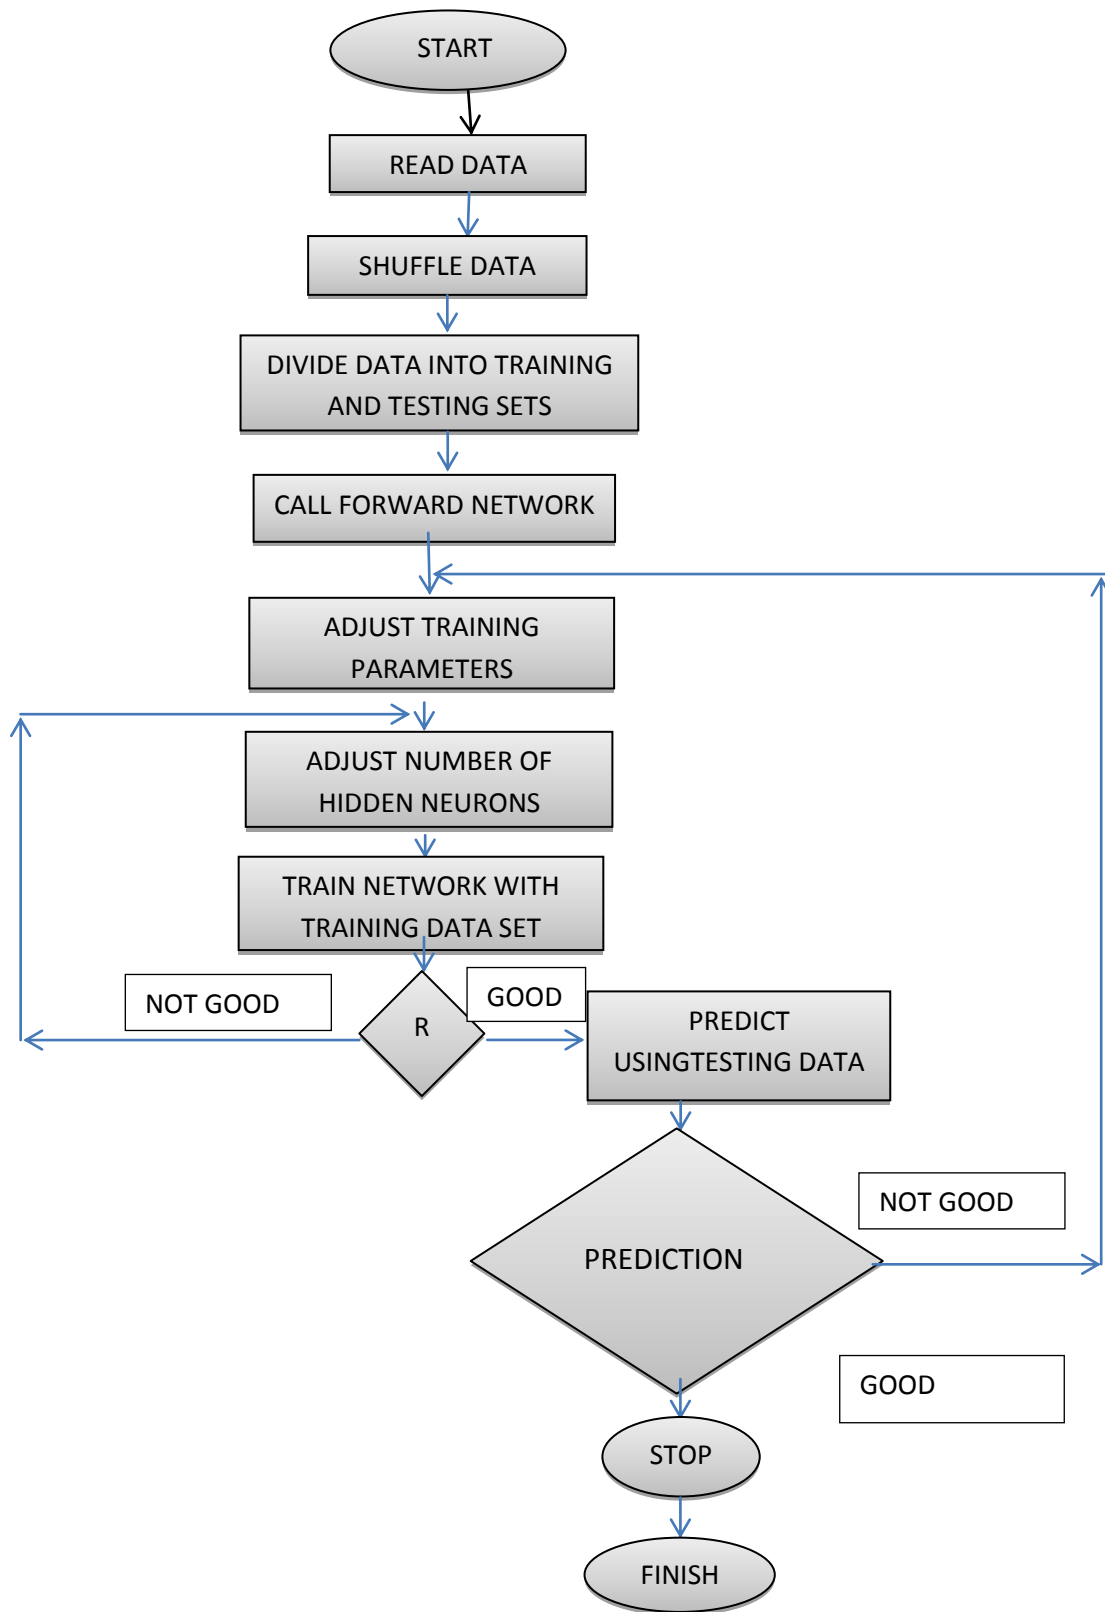 START
READ DATA
SHUFFLE DATA
DIVIDE DATA INTO TRAINING
AND TESTING SETS
CALL FORWARD NETWORK
ADJUST TRAINING
PARAMETERS
ADJUST NUMBER OF
HIDDEN NEURONS
TRAIN NETWORK WITH
TRAINING DATA SET
NOT GOOD
R
GOOD
PREDICT
USINGTESTING DATA
PREDICTION
NOT GOOD
GOOD
STOP
FINISH